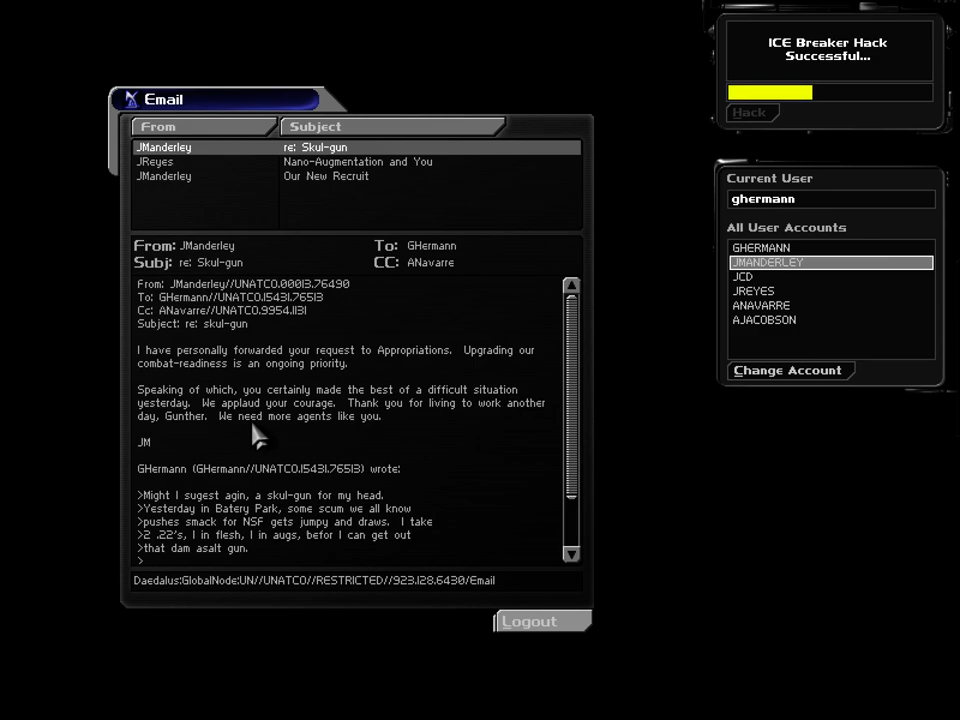 ICE Breaker Hack
Successful...
Hack
Email
From Subject
JManderley re: Skul-gun
JReyes Nano-Augmentation and You
JManderley Our New Recruit
From: JManderley To: GHermann
Subj: re: Skul-gun CC: ANavarre
From: JManderley//UNATCO.00013.76490
To: GHermann//UNATCO.15431.76513
Cc: ANavarre//UNATCO.9954.1131
Subject: re: skul-gun
I have personally forwarded your request to Appropriations. Upgrading our
combat-readiness is an ongoing priority.
Speaking of which, you certainly made the best of a difficult situation
yesterday. We applaud your courage. Thank you for living to work another
day, Gunther. We need more agents like you.
JM
GHermann (GHermann//UNATCO.15431.76513) wrote:
>Might I sugest agin, a skul-gun for my head.
>Yesterday in Batery Park, some scum we all know
>pushes smack for NSF gets jumpy and draws. I take
>2 .22's, 1 in flesh, 1 in augs, befor I can get out
>that dam asalt gun.
>
Daedalus:GlobalNode:UN//UNATCO//RESTRICTED//923.128.6430/Email
Logout
Current User
ghermann
All User Accounts
GHERMANN
JMANDERLEY
JCD
JREYES
ANAVARRE
AJACOBSON
Change Account